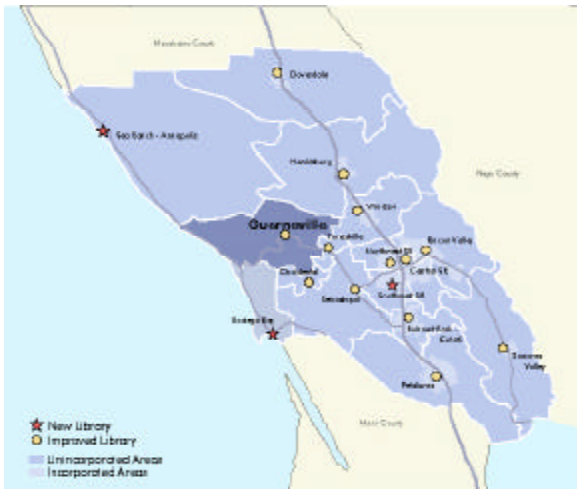 Mendocino County
Cloverdale
Sea Ranch - Annapolis
Healdsburg
Napa County
Windsor
Guerneville
Forestville
Northwest SR
Rincon Valley
Occidental
Central SR
Sebastopol
Southwest SR
Bodega Bay
Rohnert Park
Cotati
Sonoma
Valley
Petaluma
Marin County
New Library
Improved Library
Unincorporated Areas
Incorporated Areas